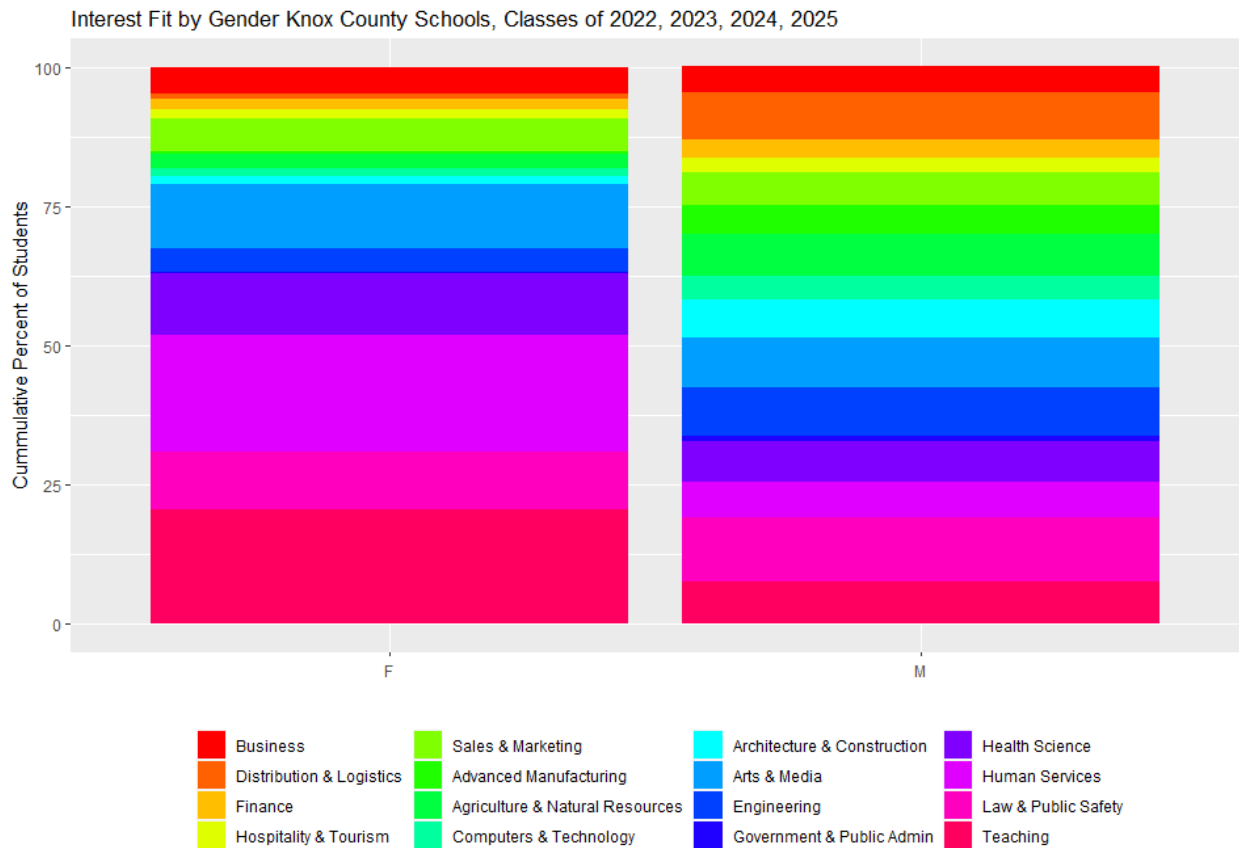 Interest Fit by Gender Knox County Schools, Classes of 2022, 2023, 2024, 2025
Cummulative Percent of Students
100
75
50
25
0
F
M
Business
Sales & Marketing
Architecture & Construction
Health Science
Distribution & Logistics
Advanced Manufacturing
Arts & Media
Human Services
Finance
Agriculture & Natural Resources
Engineering
Law & Public Safety
Hospitality & Tourism
Computers & Technology
Government & Public Admin
Teaching